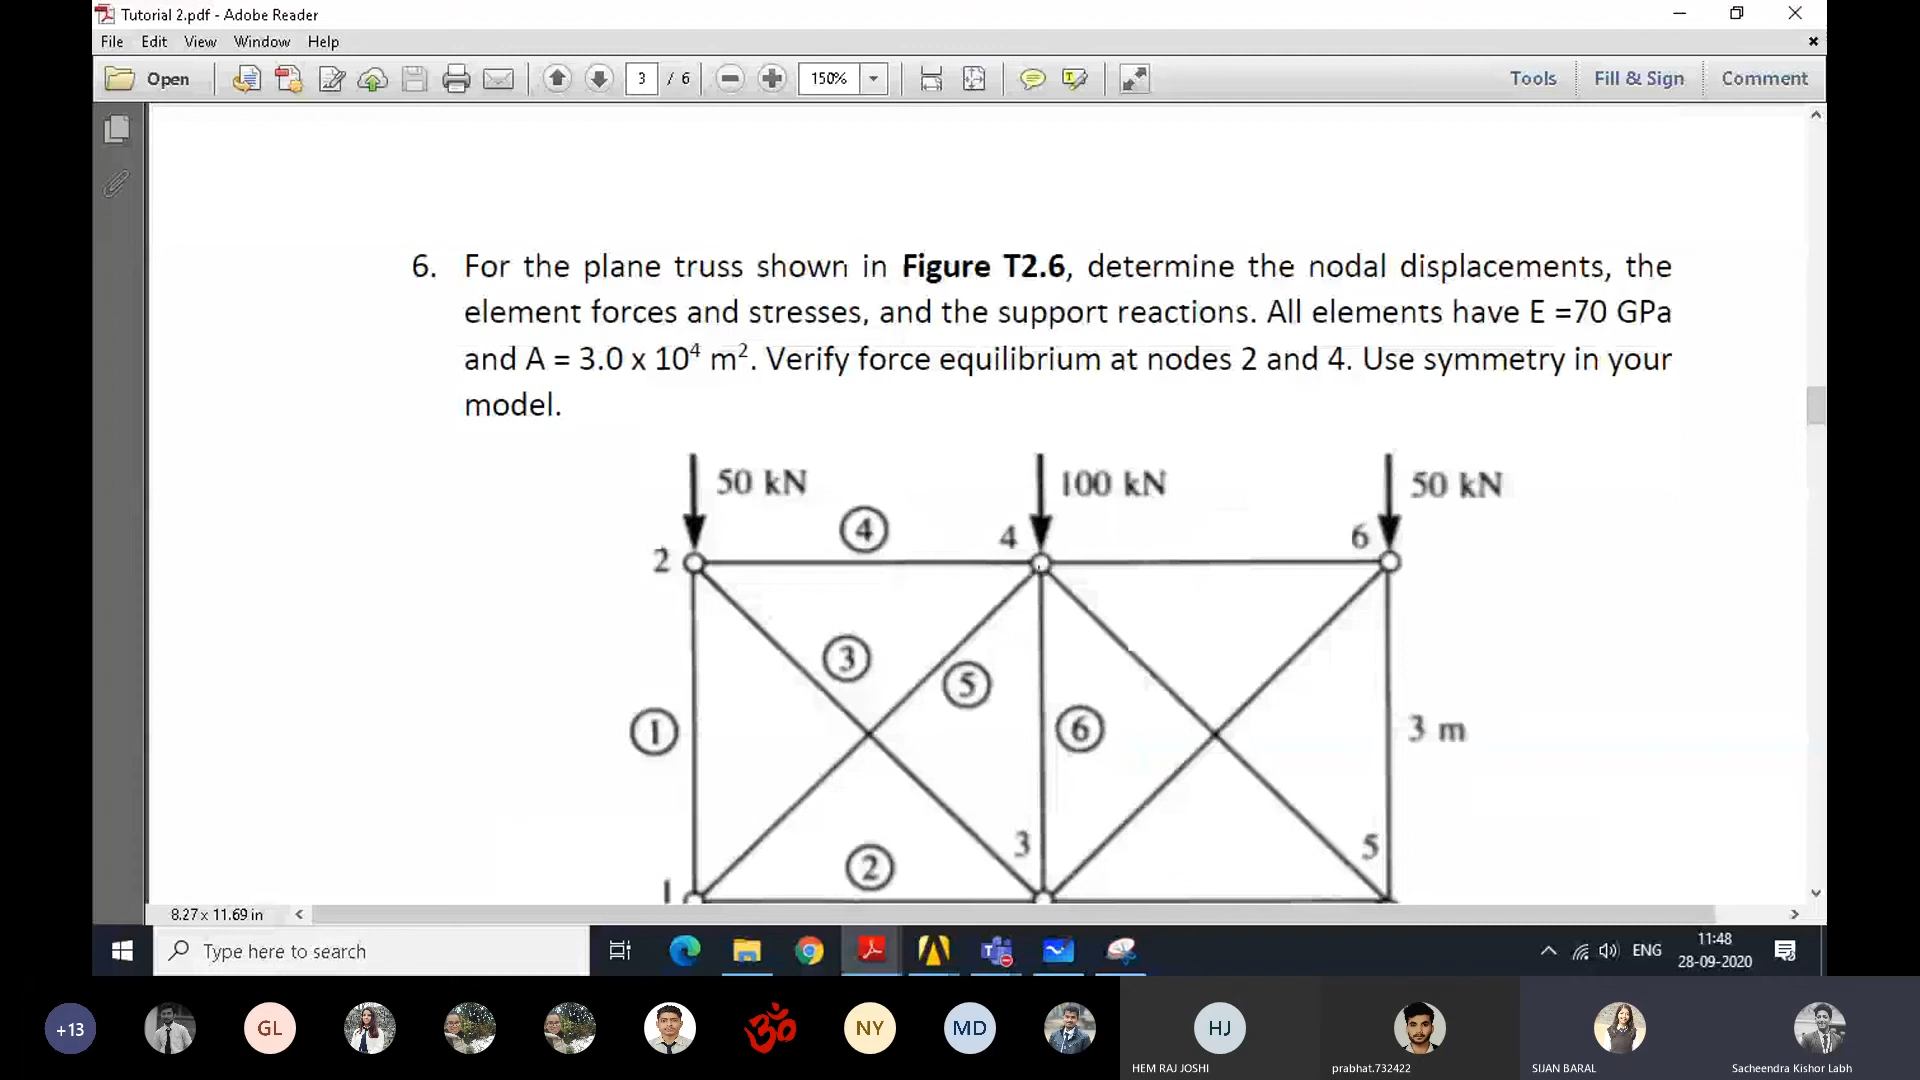 Tutorial 2.pdf - Adobe Reader
File Edit View Window Help
Open 3 / 6 150% Tools Fill & Sign Comment
6. For the plane truss shown in Figure T2.6, determine the nodal displacements, the
element forces and stresses, and the support reactions. All elements have E =70 GPa
and A = 3.0 x 10⁴ m². Verify force equilibrium at nodes 2 and 4. Use symmetry in your
model.
50 kN 100 kN 50 kN
4 4 6
2
3 5
1 6 3 m
3 5
2
1
8.27 x 11.69 in
Type here to search
ENG
11:48
28-09-2020
+13 GL ॐ NY MD HJ
HEM RAJ JOSHI prabhat.732422 SIJAN BARAL Sacheendra Kishor Labh